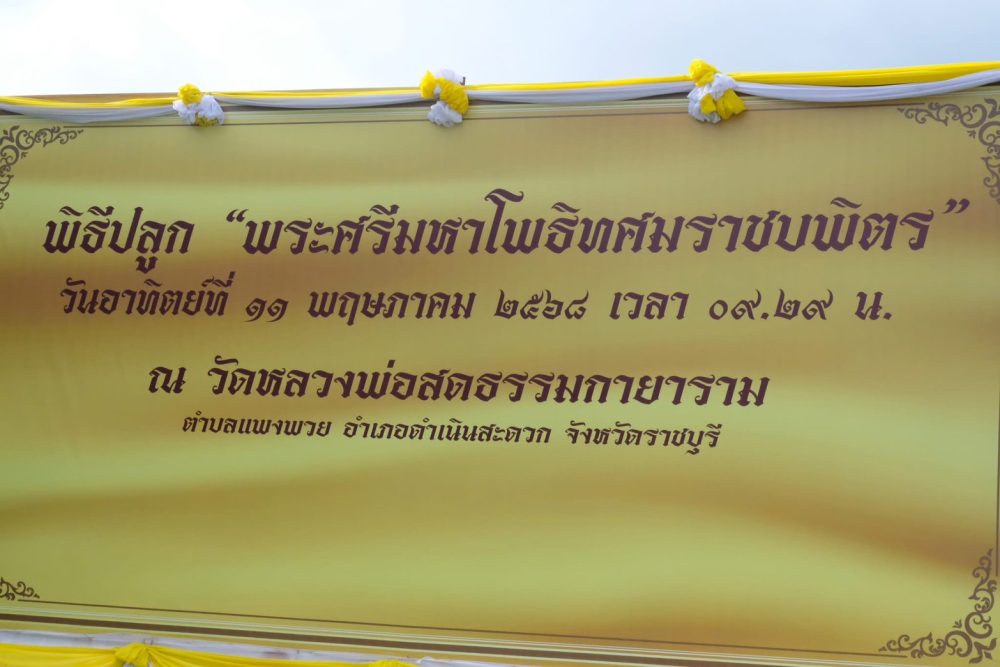 พิธีปลูก “พระศรีมหาโพธิทศมราชบพิตร”
วันอาทิตย์ที่ ๑๑ พฤษภาคม ๒๕๖๘ เวลา ๐๙.๒๙ น.
ณ วัดหลวงพ่อสดธรรมกายาราม
ตำบลแพงพวย อำเภอดำเนินสะดวก จังหวัดราชบุรี